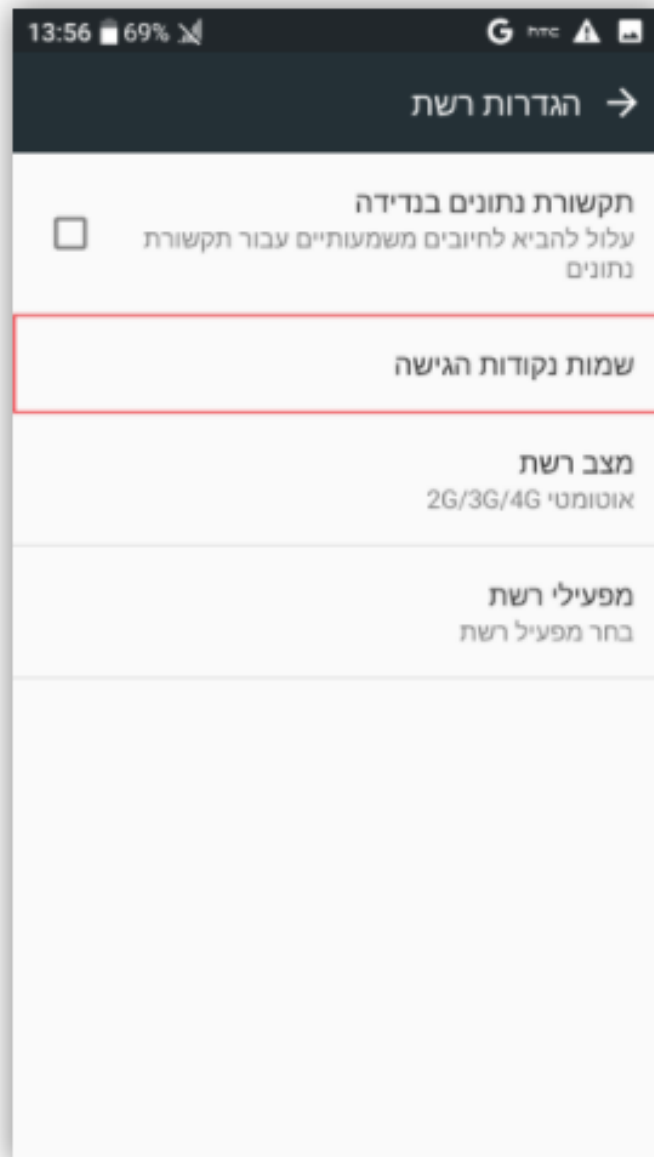 13:56 69% G htc
הגדרות רשת
תקשורת נתונים בנדידה
עלול להביא לחיובים משמעותיים עבור תקשורת
נתונים
שמות נקודות הגישה
מצב רשת
אוטומטי 2G/3G/4G
מפעילי רשת
בחר מפעיל רשת